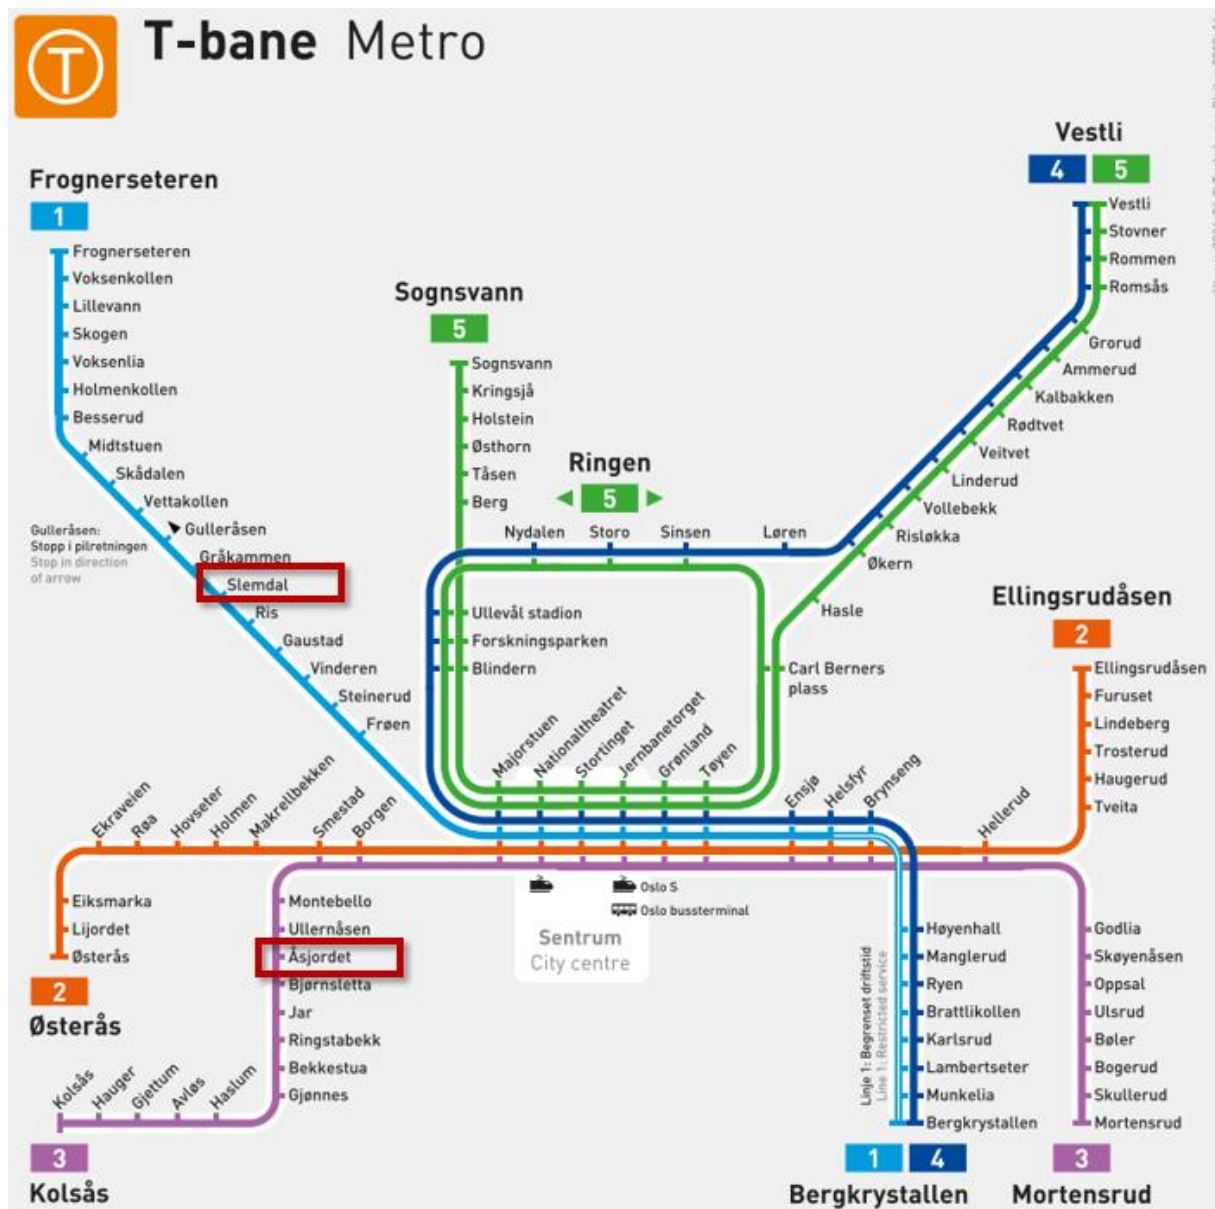 T
T-bane Metro
Frognerseteren
1
Frognerseteren
Voksenkollen
Lillevann
Skogen
Voksenlia
Holmenkollen
Besserud
Midtstuen
Skådalen
Vettakollen
Gulleråsen
Gråkammen
Slemdal
Ris
Gaustad
Vinderen
Steinerud
Frøen
Gulleråsen:
Stopp i pilretningen
Stop in direction
of arrow
Sognsvann
5
Sognsvann
Kringsjå
Holstein
Østhorn
Tåsen
Berg
Ringen
5
Nydalen
Storo
Sinsen
Løren
Ullevål stadion
Forskningsparken
Blindern
Vestli
4 5
Vestli
Stovner
Rommen
Romsås
Grorud
Ammerud
Kalbakken
Rødtvet
Veitvet
Linderud
Vollebekk
Risløkka
Økern
Hasle
Carl Berners
plass
Ellingsrudåsen
2
Ellingsrudåsen
Furuset
Lindeberg
Trosterud
Haugerud
Tveita
Majorstuen
Nationaltheatret
Stortinget
Jernbanetorget
Grønland
Tøyen
Ensjø
Helsfyr
Brynseng
Hellerud
Ekraveien
Røa
Hovseter
Holmen
Makrellbekken
Smestad
Borgen
Eiksmarka
Lijordet
Østerås
2
Østerås
Montebello
Ullernåsen
Åsjordet
Bjørnsletta
Jar
Ringstabekk
Bekkestua
Gjønnes
Kolsås
Hauger
Gjettum
Avløs
Haslum
3
Kolsås
Oslo S
Oslo bussterminal
Sentrum
City centre
Linje 1: Begrenset driftstid
Line 1: Restricted service
Høyenhall
Manglerud
Ryen
Brattlikollen
Karlsrud
Lambertseter
Munkelia
Bergkrystallen
1 4
Bergkrystallen
Godlia
Skøyenåsen
Oppsal
Ulsrud
Bøler
Bogerud
Skullerud
Mortensrud
3
Mortensrud